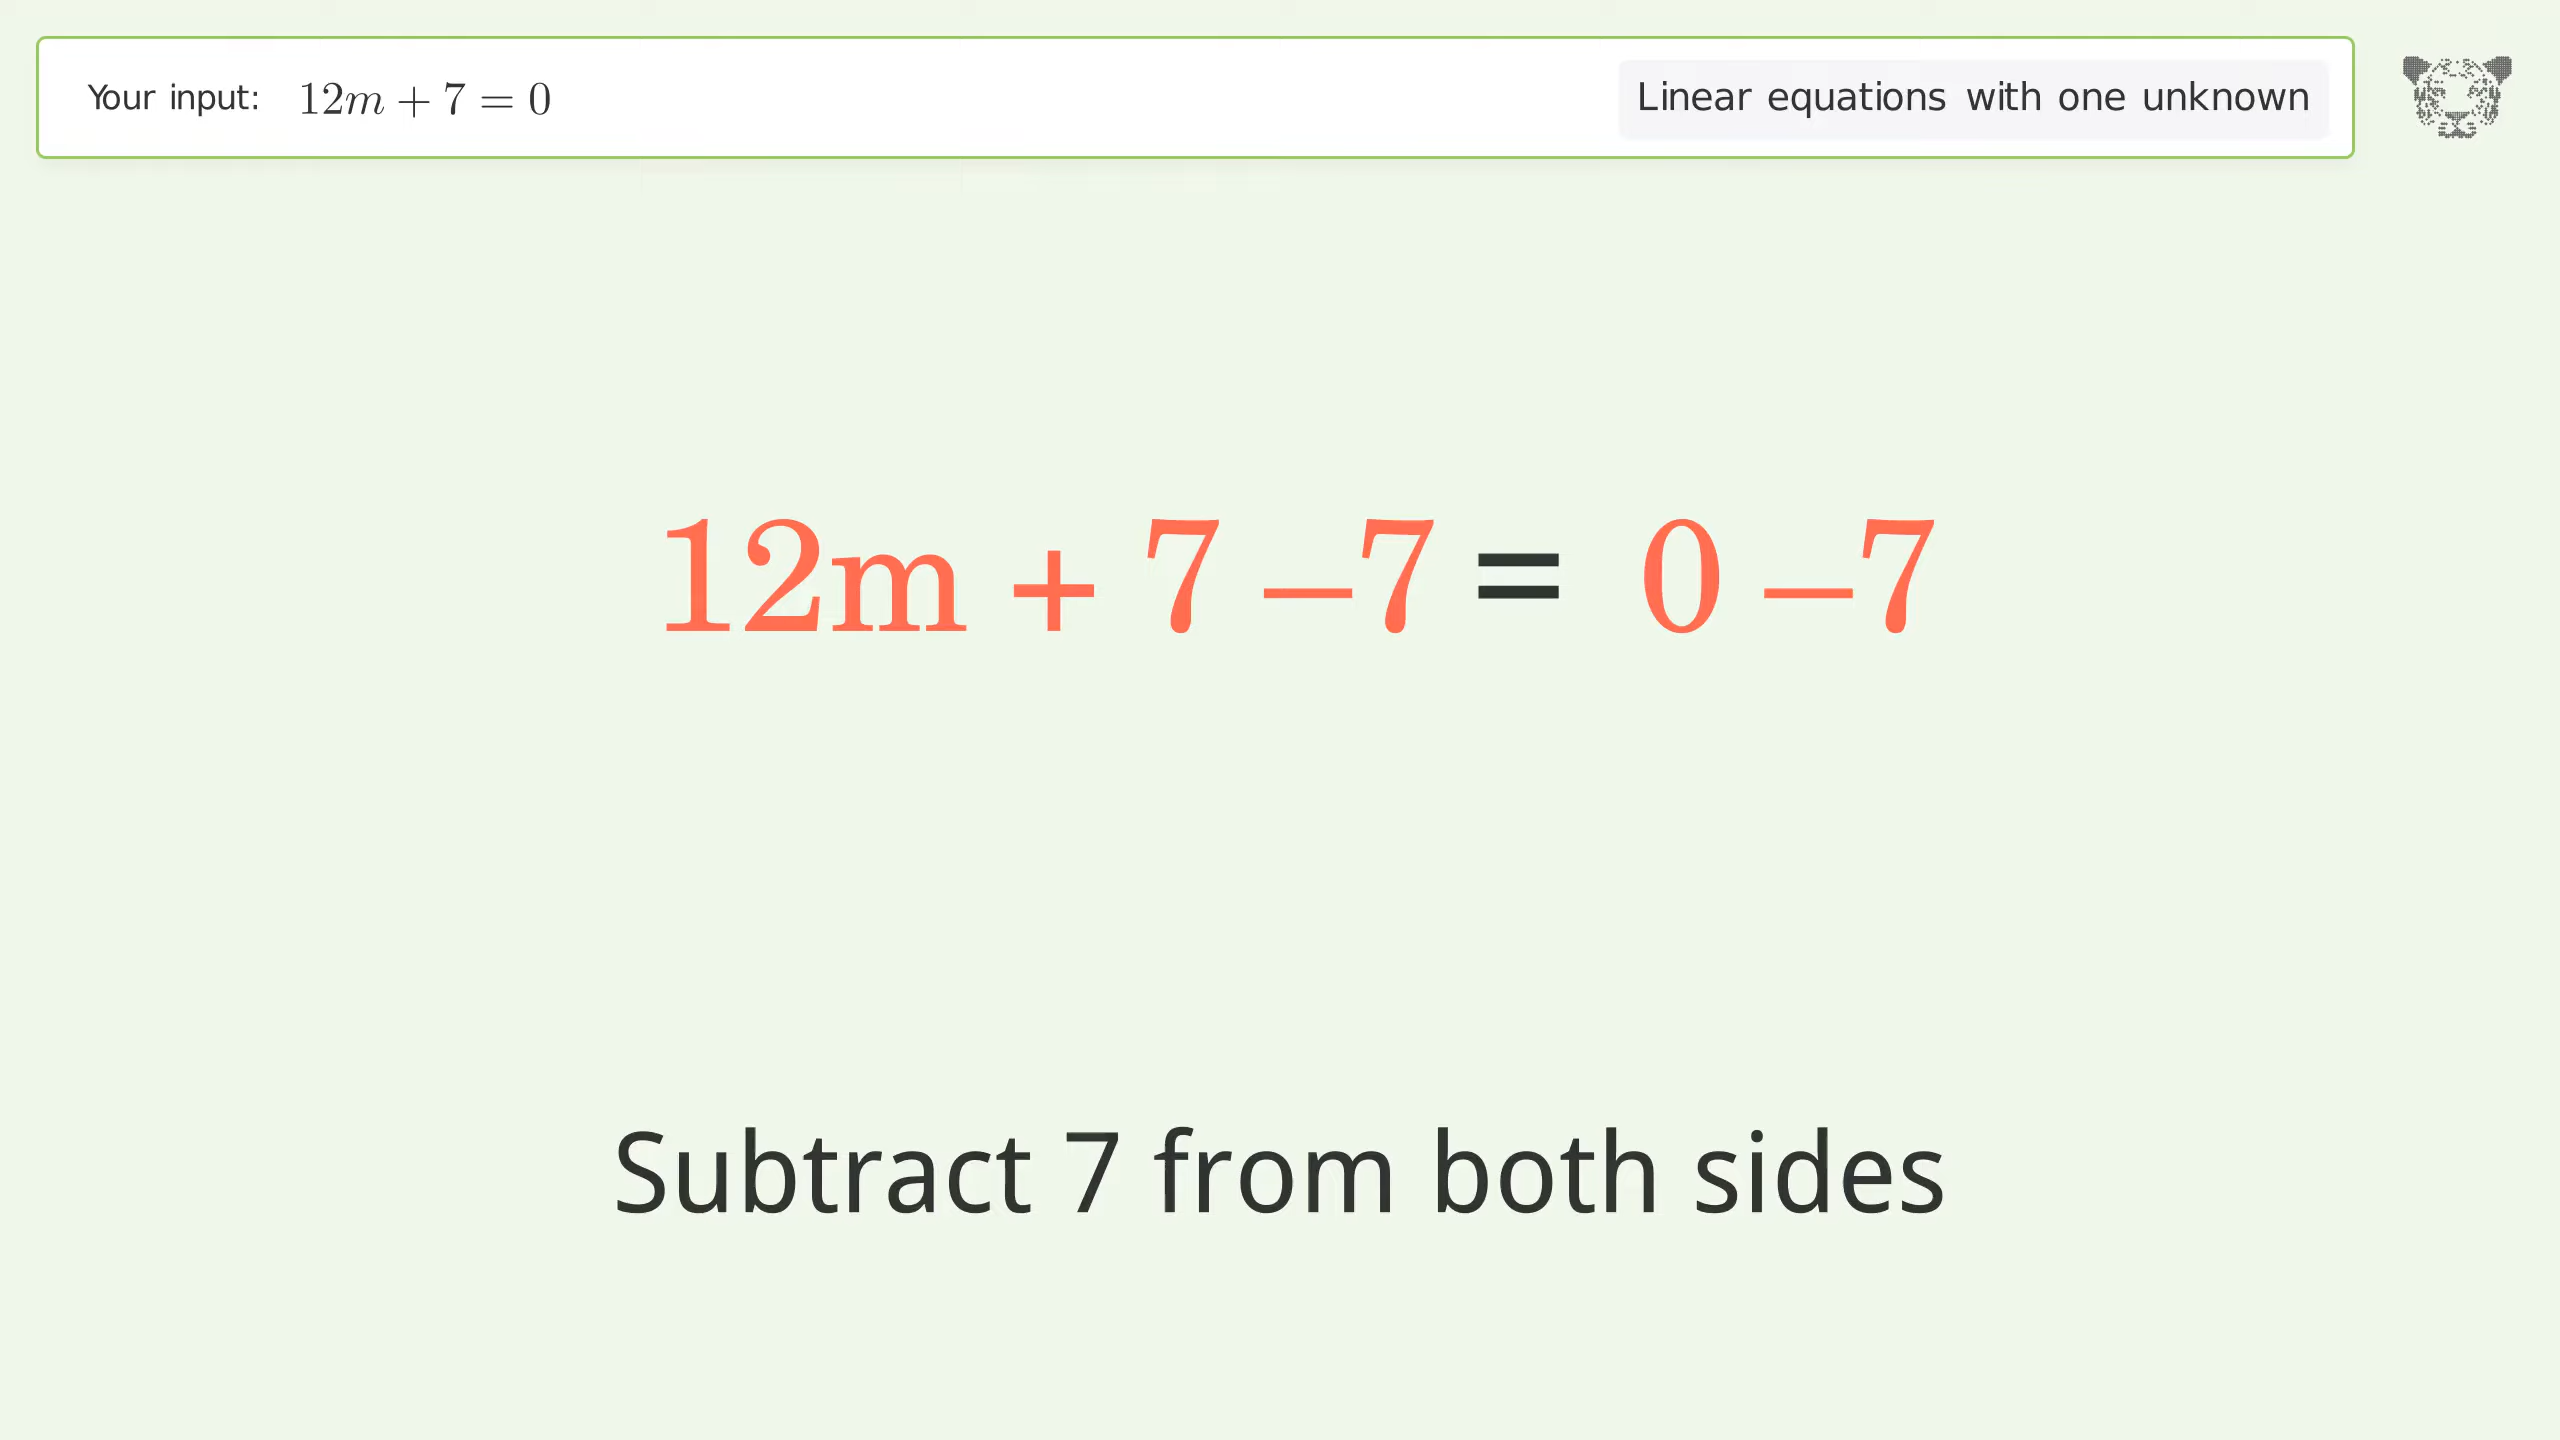 Your input: 12m + 7 = 0
Linear equations with one unknown
12m + 7 –7 = 0 –7
Subtract 7 from both sides